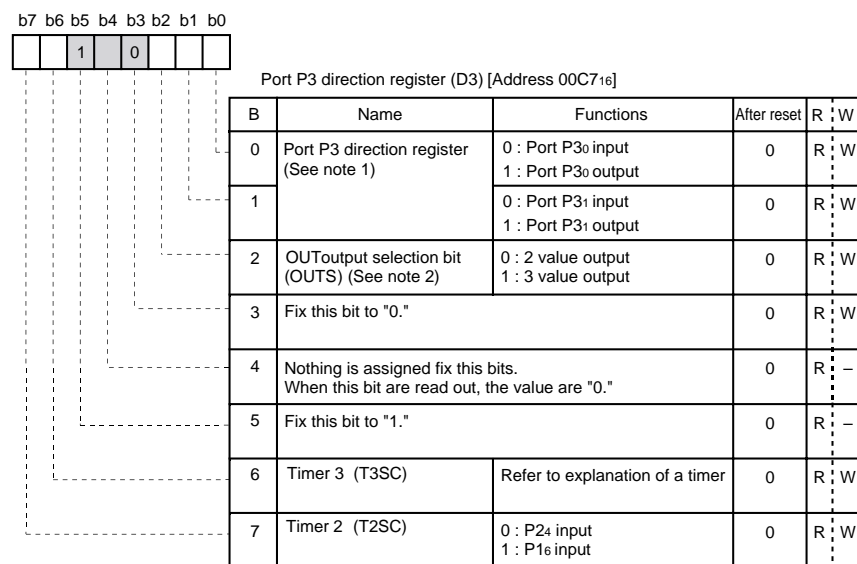 b7 b6 b5 b4 b3 b2 b1 b0
1 0
Port P3 direction register (D3) [Address 00C7₁₆]
B Name Functions After reset R W
0 Port P3 direction register (See note 1) 0 : Port P3₀ input 0 R W
1 : Port P3₀ output
1 0 : Port P3₁ input 0 R W
1 : Port P3₁ output
2 OUToutput selection bit 0 : 2 value output 0 R W
(OUTS) (See note 2) 1 : 3 value output
3 Fix this bit to "0." 0 R W
4 Nothing is assigned fix this bits. 0 R –
When this bit are read out, the value are "0."
5 Fix this bit to "1." 0 R –
6 Timer 3 (T3SC) Refer to explanation of a timer 0 R W
7 Timer 2 (T2SC) 0 : P2₄ input 0 R W
1 : P1₆ input